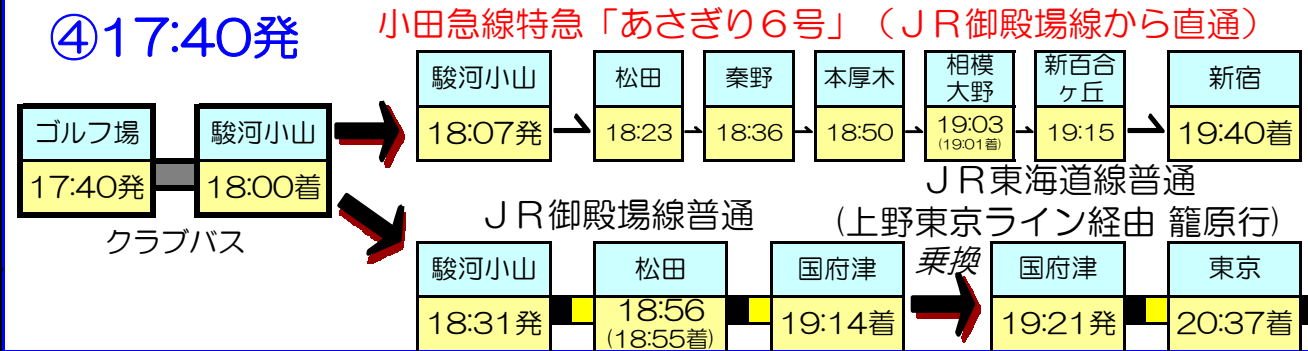 ④17:40発
小田急線特急「あさぎり６号」（ＪＲ御殿場線から直通）
ゴルフ場
17:40発
駿河小山
18:00着
クラブバス
駿河小山
18:07発
松田
18:23
秦野
18:36
本厚木
18:50
相模
大野
19:03
(19:01着)
新百合
ヶ丘
19:15
新宿
19:40着
ＪＲ御殿場線普通
駿河小山
18:31発
松田
18:56
(18:55着)
国府津
19:14着
乗換
ＪＲ東海道線普通
(上野東京ライン経由 籠原行)
国府津
19:21発
東京
20:37着